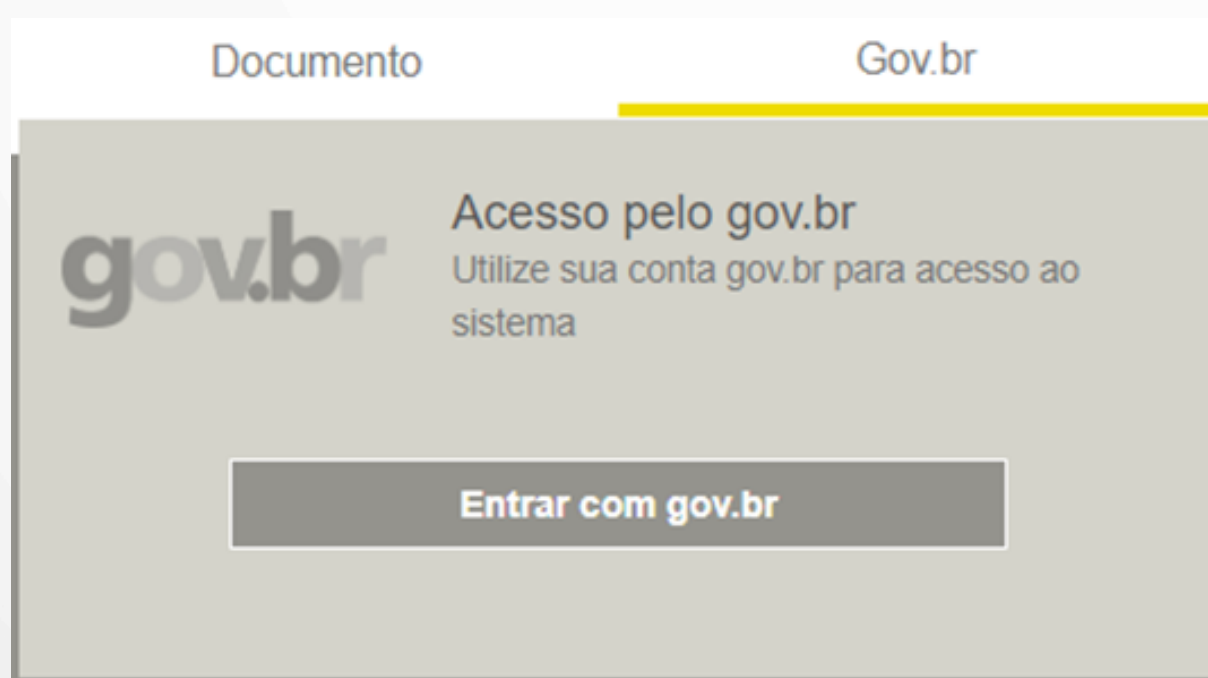 Documento
Gov.br
gov.br
Acesso pelo gov.br
Utilize sua conta gov.br para acesso ao
sistema
Entrar com gov.br